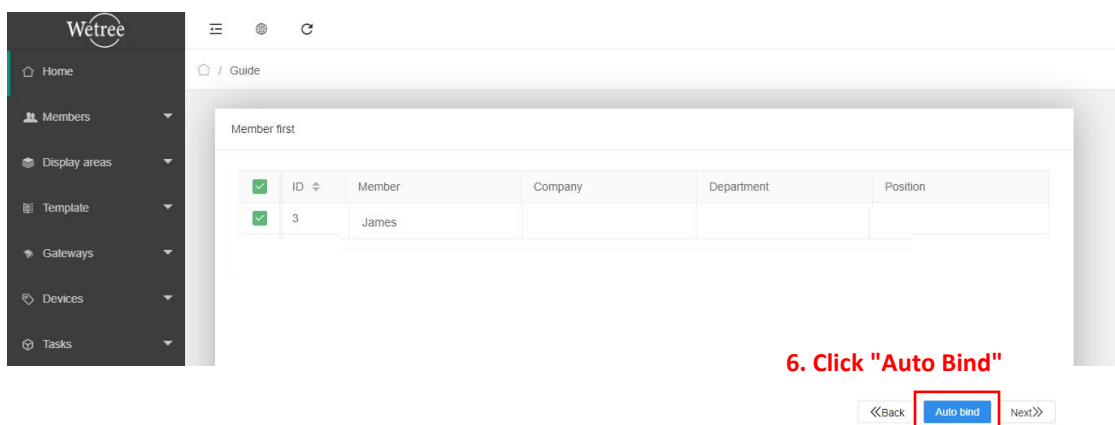 Wetree
Home
/ Guide
Members
Member first
Display areas
ID Member Company Department Position
Template
3 James
Gateways
Devices
Tasks
6. Click "Auto Bind"
Back Auto bind Next